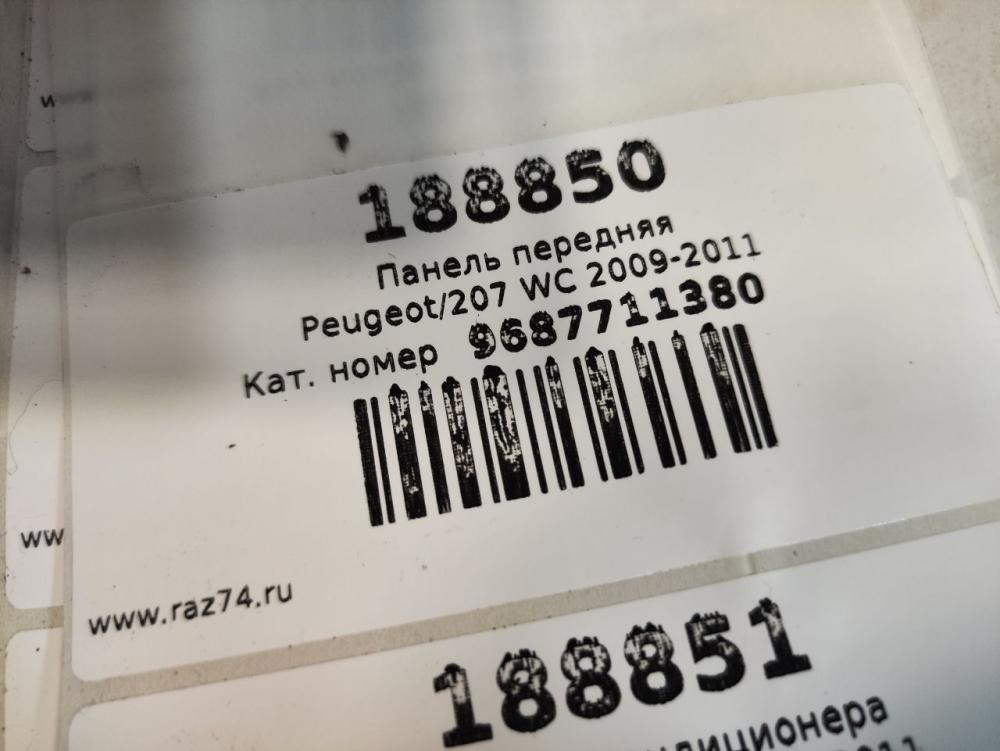 188850
Панель передняя
Peugeot/207 WC 2009-2011
Кат. номер 9687711380
www.raz74.ru
188851